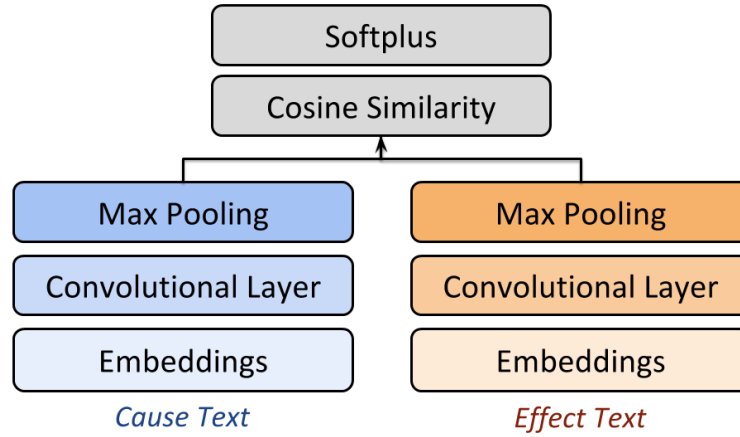 Softplus
Cosine Similarity
Max Pooling
Max Pooling
Convolutional Layer
Convolutional Layer
Embeddings
Embeddings
Cause Text
Effect Text